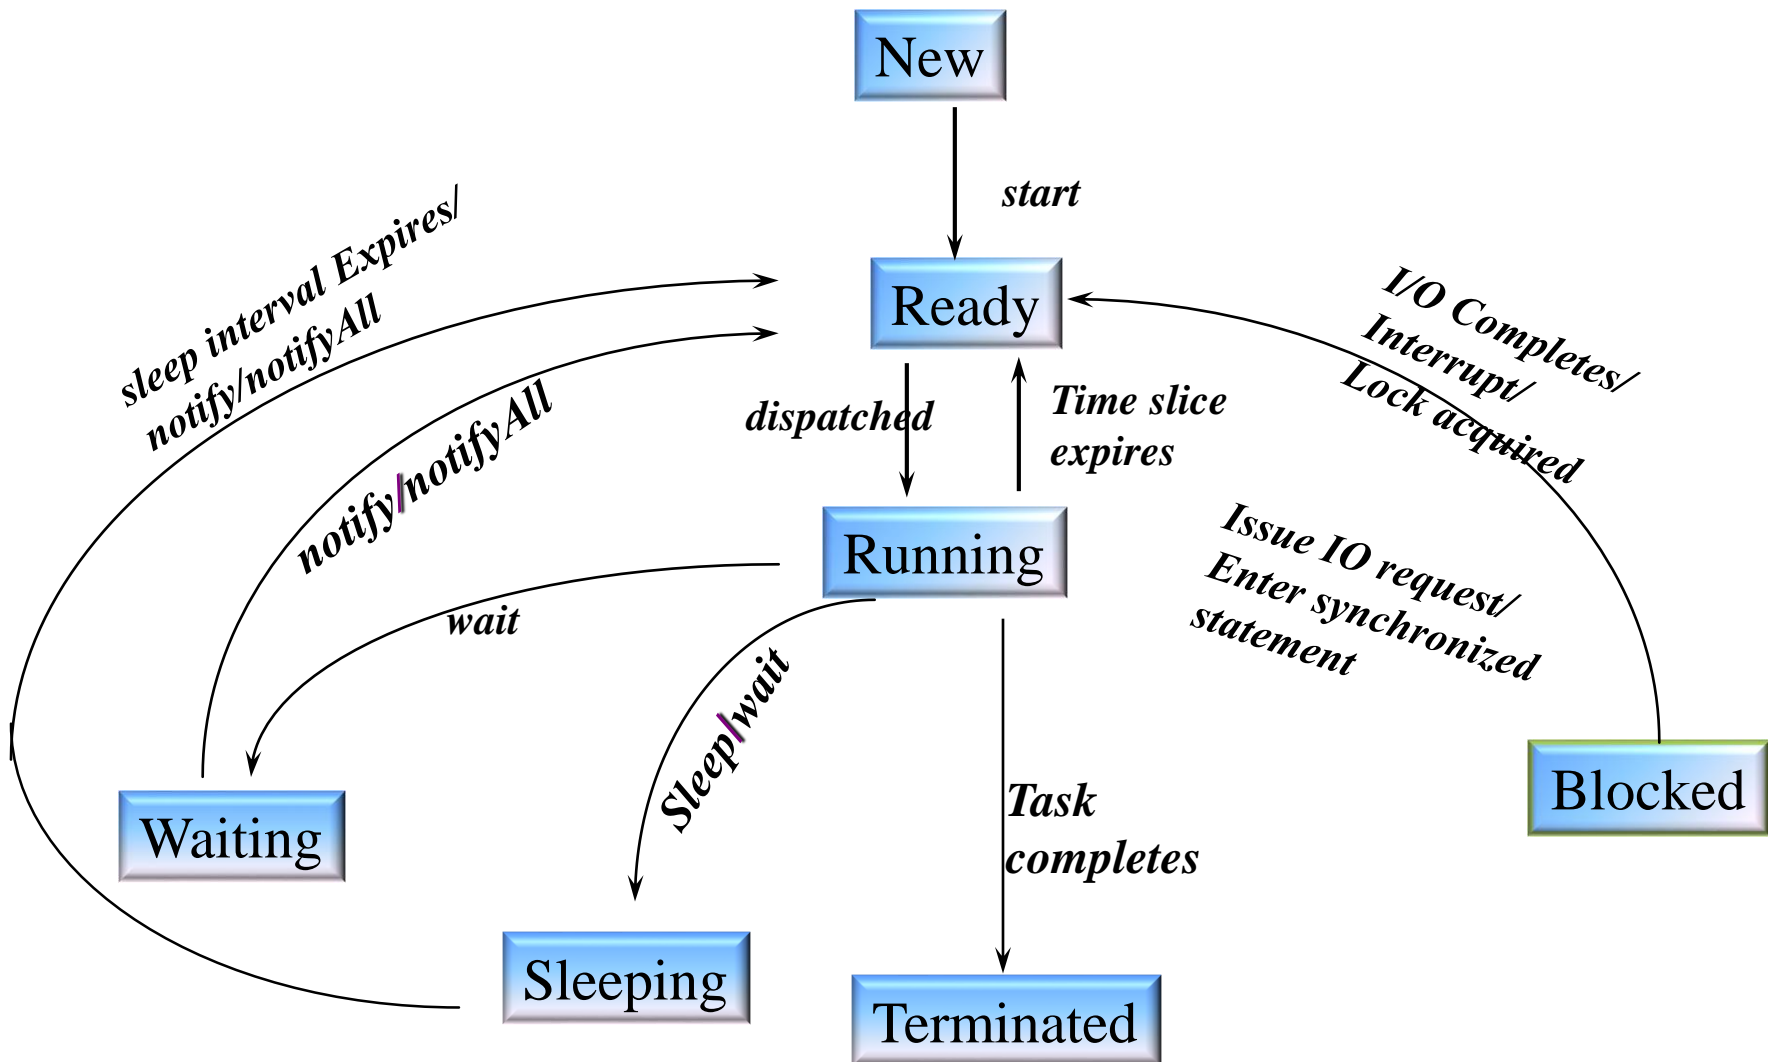 New
start
sleep interval Expires/
notify/notifyAll
Ready
I/O Completes/
Interrupt/
Lock acquired
notify/notifyAll
dispatched
Time slice
expires
Running
Issue IO request/
Enter synchronized
statement
wait
Sleep/wait
Task
completes
Blocked
Waiting
Sleeping
Terminated